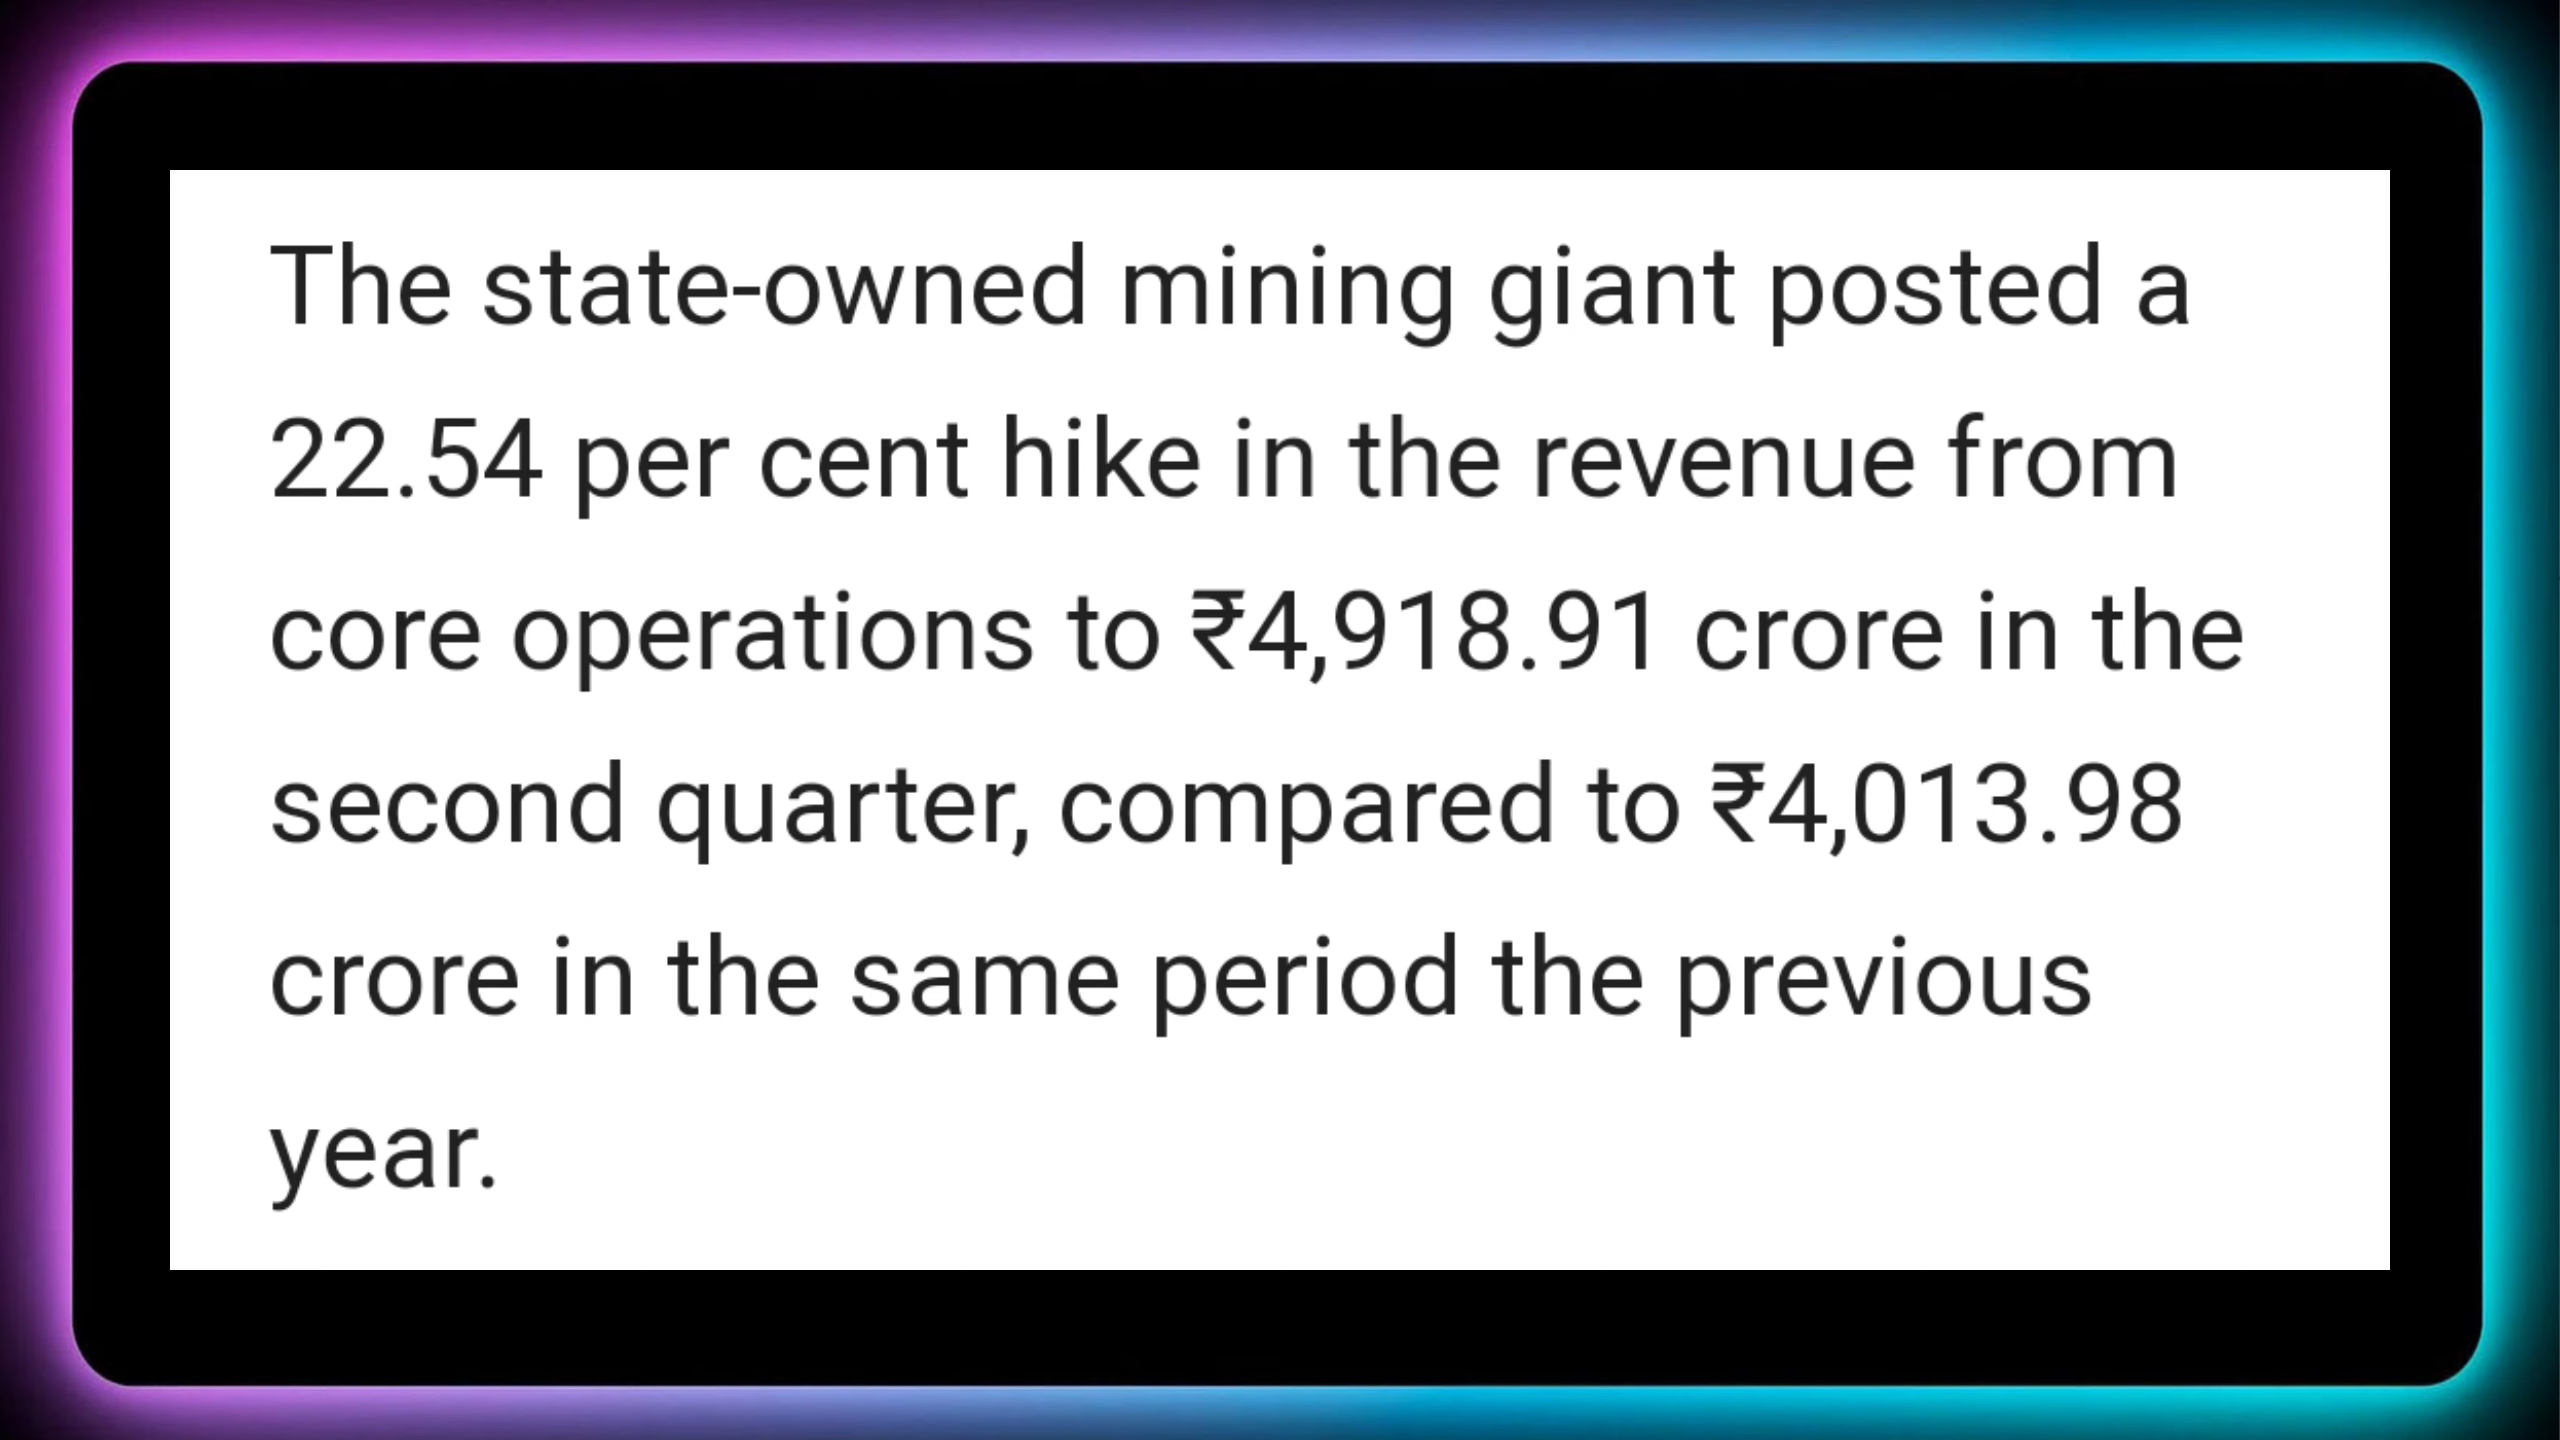 The state-owned mining giant posted a
22.54 per cent hike in the revenue from
core operations to ₹4,918.91 crore in the
second quarter, compared to ₹4,013.98
crore in the same period the previous
year.